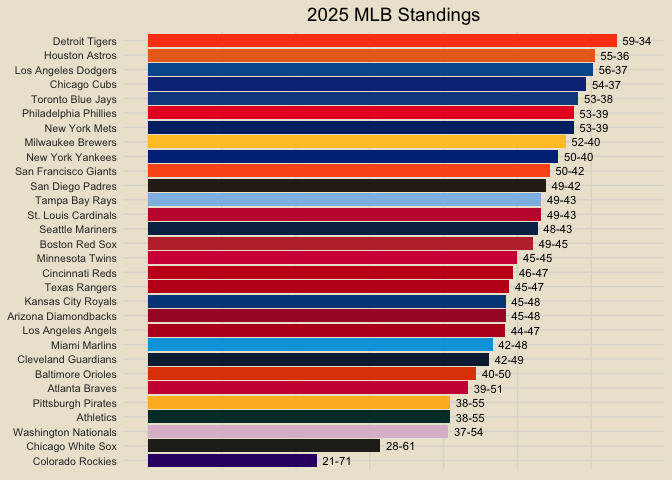 2025 MLB Standings
Detroit Tigers 59-34
Houston Astros 55-36
Los Angeles Dodgers 56-37
Chicago Cubs 54-37
Toronto Blue Jays 53-38
Philadelphia Phillies 53-39
New York Mets 53-39
Milwaukee Brewers 52-40
New York Yankees 50-40
San Francisco Giants 50-42
San Diego Padres 49-42
Tampa Bay Rays 49-43
St. Louis Cardinals 49-43
Seattle Mariners 48-43
Boston Red Sox 49-45
Minnesota Twins 45-45
Cincinnati Reds 46-47
Texas Rangers 45-47
Kansas City Royals 45-48
Arizona Diamondbacks 45-48
Los Angeles Angels 44-47
Miami Marlins 42-48
Cleveland Guardians 42-49
Baltimore Orioles 40-50
Atlanta Braves 39-51
Pittsburgh Pirates 38-55
Athletics 38-55
Washington Nationals 37-54
Chicago White Sox 28-61
Colorado Rockies 21-71